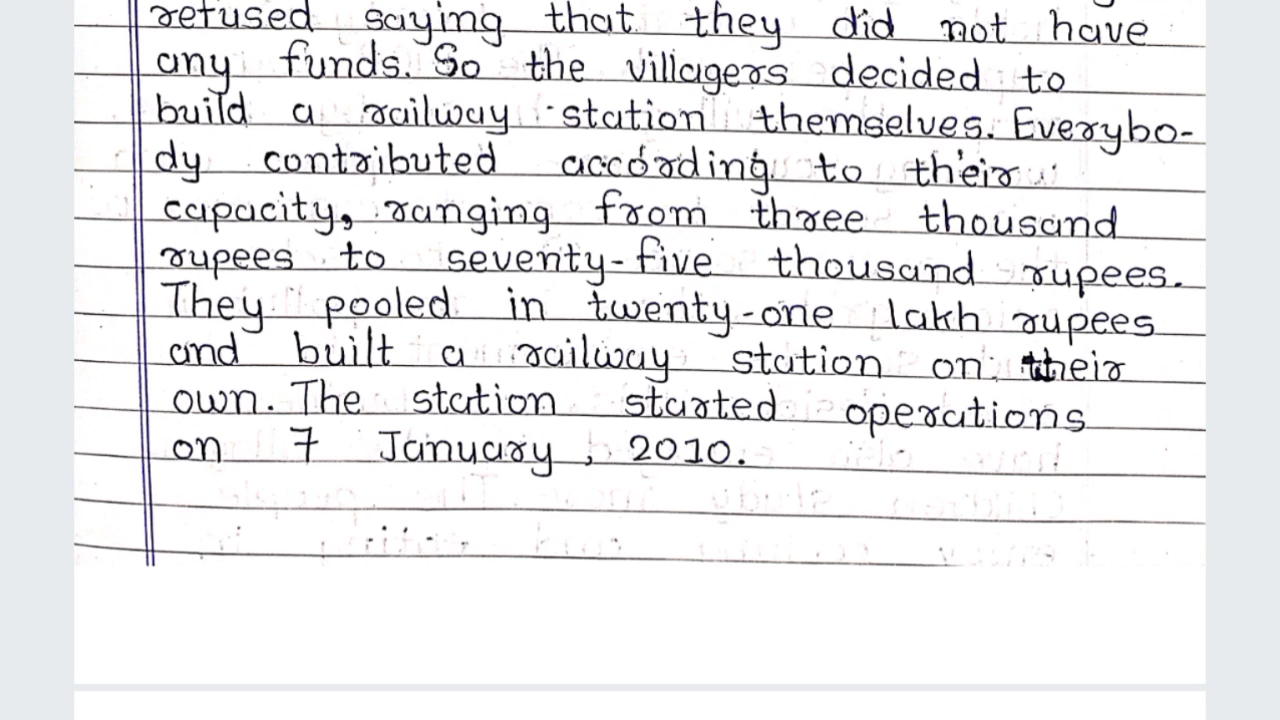 refused saying that they did not have
any funds. So the villagers decided to
build a railway station themselves. Everybo-
dy contributed according to their
capacity, ranging from three thousand
rupees to seventy-five thousand rupees.
They pooled in twenty-one lakh rupees
and built a railway station on their
own. The station started operations
on 7 January, 2010.